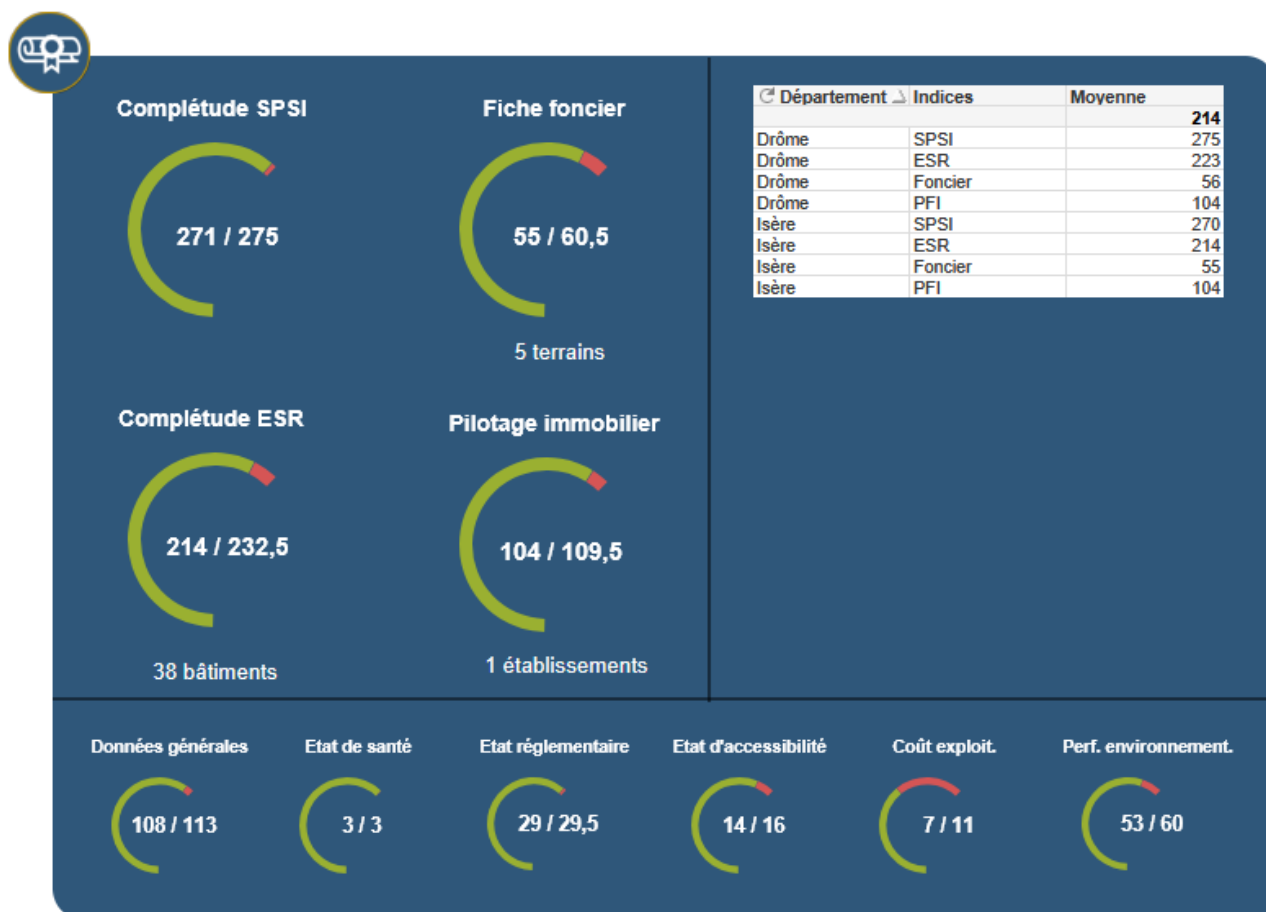 Complétude SPSI
271 / 275
Fiche foncier
55 / 60,5
5 terrains
Complétude ESR
214 / 232,5
38 bâtiments
Pilotage immobilier
104 / 109,5
1 établissements
Département Indices Moyenne
214
Drôme SPSI 275
Drôme ESR 223
Drôme Foncier 56
Drôme PFI 104
Isère SPSI 270
Isère ESR 214
Isère Foncier 55
Isère PFI 104
Données générales
108 / 113
Etat de santé
3 / 3
Etat réglementaire
29 / 29,5
Etat d'accessibilité
14 / 16
Coût exploit.
7 / 11
Perf. environnement.
53 / 60